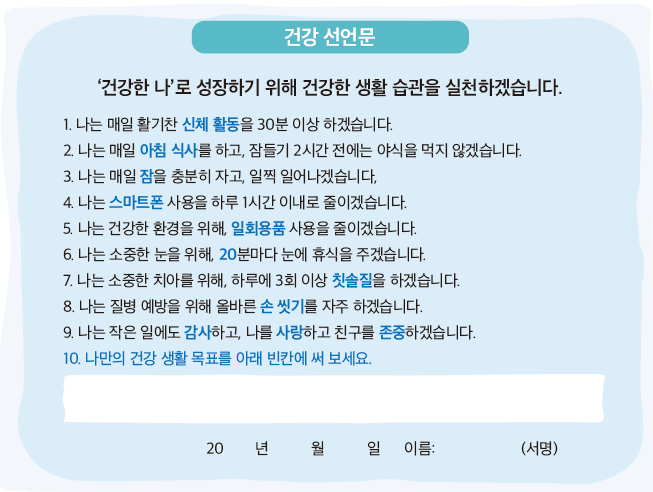 건강 선언문
‘건강한 나’로 성장하기 위해 건강한 생활 습관을 실천하겠습니다.
1. 나는 매일 활기찬 신체 활동을 30분 이상 하겠습니다.
2. 나는 매일 아침 식사를 하고, 잠들기 2시간 전에는 야식을 먹지 않겠습니다.
3. 나는 매일 잠을 충분히 자고, 일찍 일어나겠습니다,
4. 나는 스마트폰 사용을 하루 1시간 이내로 줄이겠습니다.
5. 나는 건강한 환경을 위해, 일회용품 사용을 줄이겠습니다.
6. 나는 소중한 눈을 위해, 20분마다 눈에 휴식을 주겠습니다.
7. 나는 소중한 치아를 위해, 하루에 3회 이상 칫솔질을 하겠습니다.
8. 나는 질병 예방을 위해 올바른 손 씻기를 자주 하겠습니다.
9. 나는 작은 일에도 감사하고, 나를 사랑하고 친구를 존중하겠습니다.
10. 나만의 건강 생활 목표를 아래 빈칸에 써 보세요.
20 년 월 일 이름: (서명)